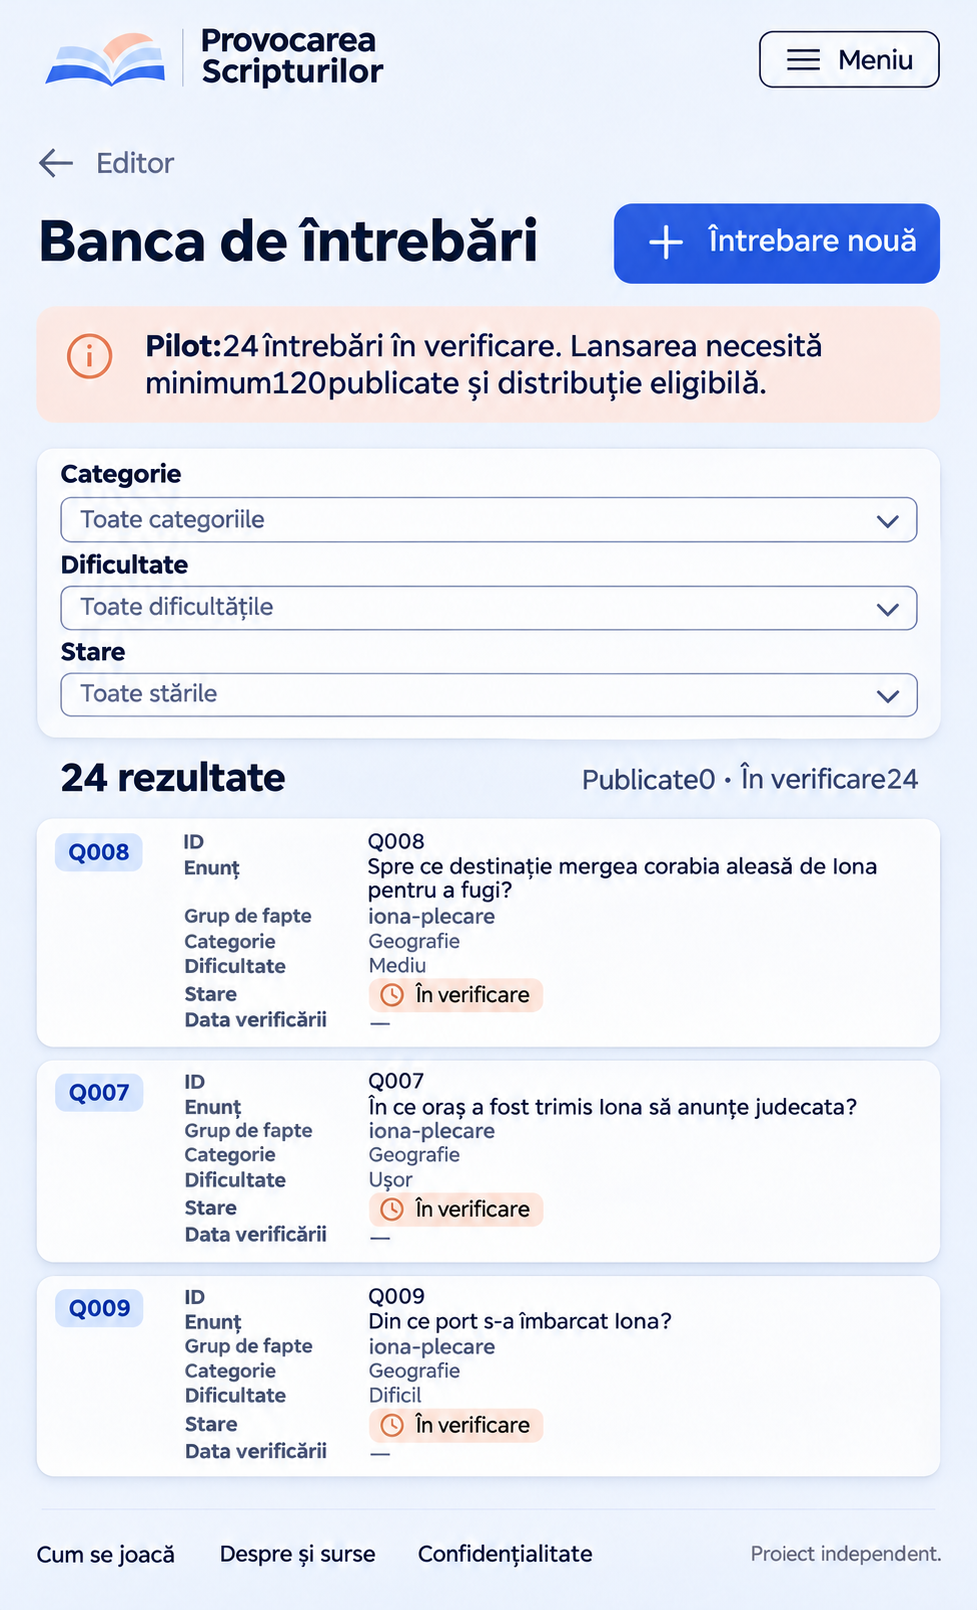 Provocarea
Scripturilor
Meniu
Editor
Banca de întrebări
Întrebare nouă
Pilot:24 întrebări în verificare. Lansarea necesită
minimum120publicate și distribuție eligibilă.
Categorie
Toate categoriile
Dificultate
Toate dificultățile
Stare
Toate stările
24 rezultate
Publicate0 • În verificare24
Q008
ID Q008
Enunț Spre ce destinație mergea corabia aleasă de Iona
pentru a fugi?
Grup de fapte iona-plecare
Categorie Geografie
Dificultate Mediu
Stare În verificare
Data verificării —
Q007
ID Q007
Enunț În ce oraș a fost trimis Iona să anunțe judecata?
Grup de fapte iona-plecare
Categorie Geografie
Dificultate Ușor
Stare În verificare
Data verificării —
Q009
ID Q009
Enunț Din ce port s-a îmbarcat Iona?
Grup de fapte iona-plecare
Categorie Geografie
Dificultate Dificil
Stare În verificare
Data verificării —
Cum se joacă Despre și surse Confidențialitate Proiect independent.